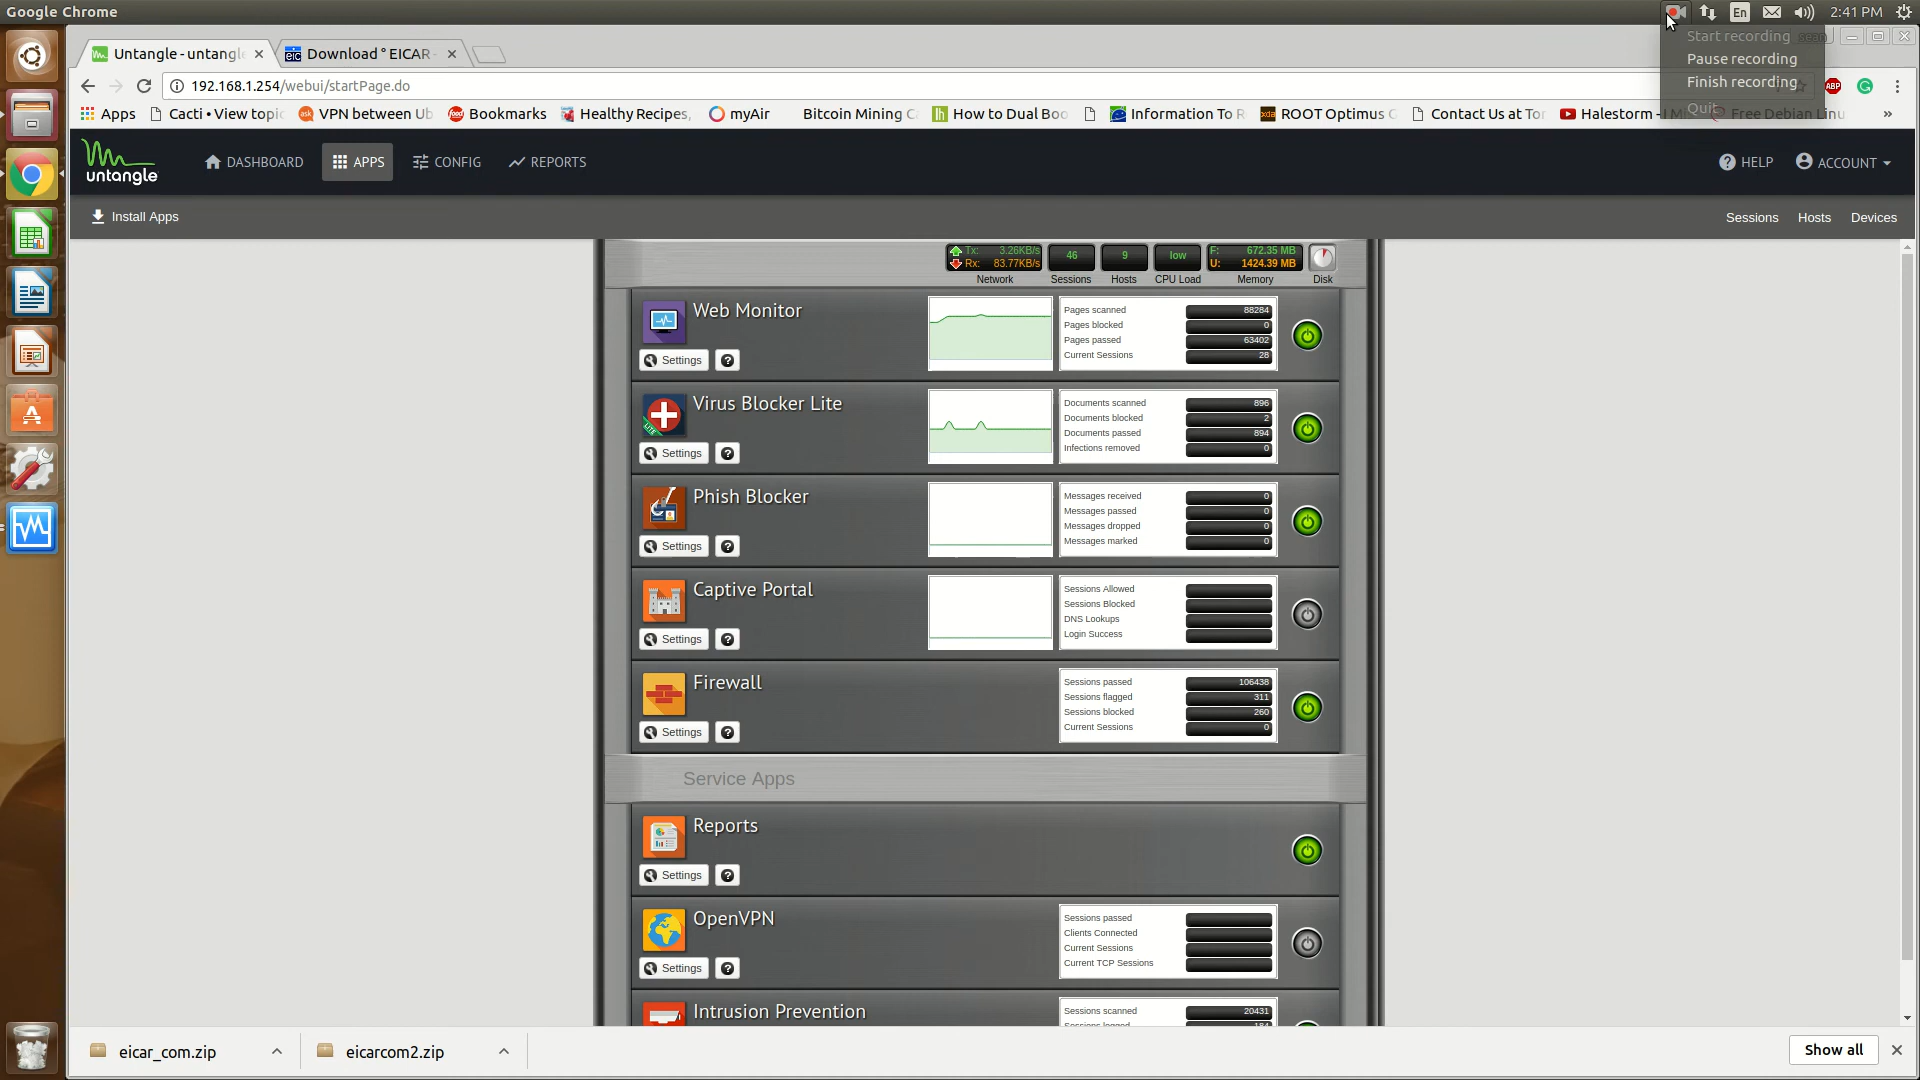 Google Chrome
En
2:41 PM
Start recording
Pause recording
Finish recording
Quit
Untangle - untangle
Download ° EICAR -
192.168.1.254/webui/startPage.do
ABP
Apps
Cacti • View topic
VPN between Ub
Bookmarks
Healthy Recipes,
myAir
Bitcoin Mining C
How to Dual Boo
Information To R
ROOT Optimus G
Contact Us at Tor
Halestorm - I M
Free Debian Linu
»
untangle
DASHBOARD
APPS
CONFIG
REPORTS
HELP
ACCOUNT
Install Apps
Sessions
Hosts
Devices
Tx: 3.26KB/s
Rx: 83.77KB/s
46
9
low
F: 672.35 MB
U: 1424.39 MB
Network
Sessions
Hosts
CPU Load
Memory
Disk
Web Monitor
Settings
Pages scanned 88284
Pages blocked 0
Pages passed 63402
Current Sessions 28
Virus Blocker Lite
LITE
Settings
Documents scanned 896
Documents blocked 2
Documents passed 894
Infections removed 0
Phish Blocker
Settings
Messages received 0
Messages passed 0
Messages dropped 0
Messages marked 0
Captive Portal
Settings
Sessions Allowed
Sessions Blocked
DNS Lookups
Login Success
Firewall
Settings
Sessions passed 106438
Sessions flagged 311
Sessions blocked 260
Current Sessions 0
Service Apps
Reports
Settings
OpenVPN
Settings
Sessions passed
Clients Connected
Current Sessions
Current TCP Sessions
Intrusion Prevention
Sessions scanned 20431
Sessions logged 184
eicar_com.zip
eicarcom2.zip
Show all